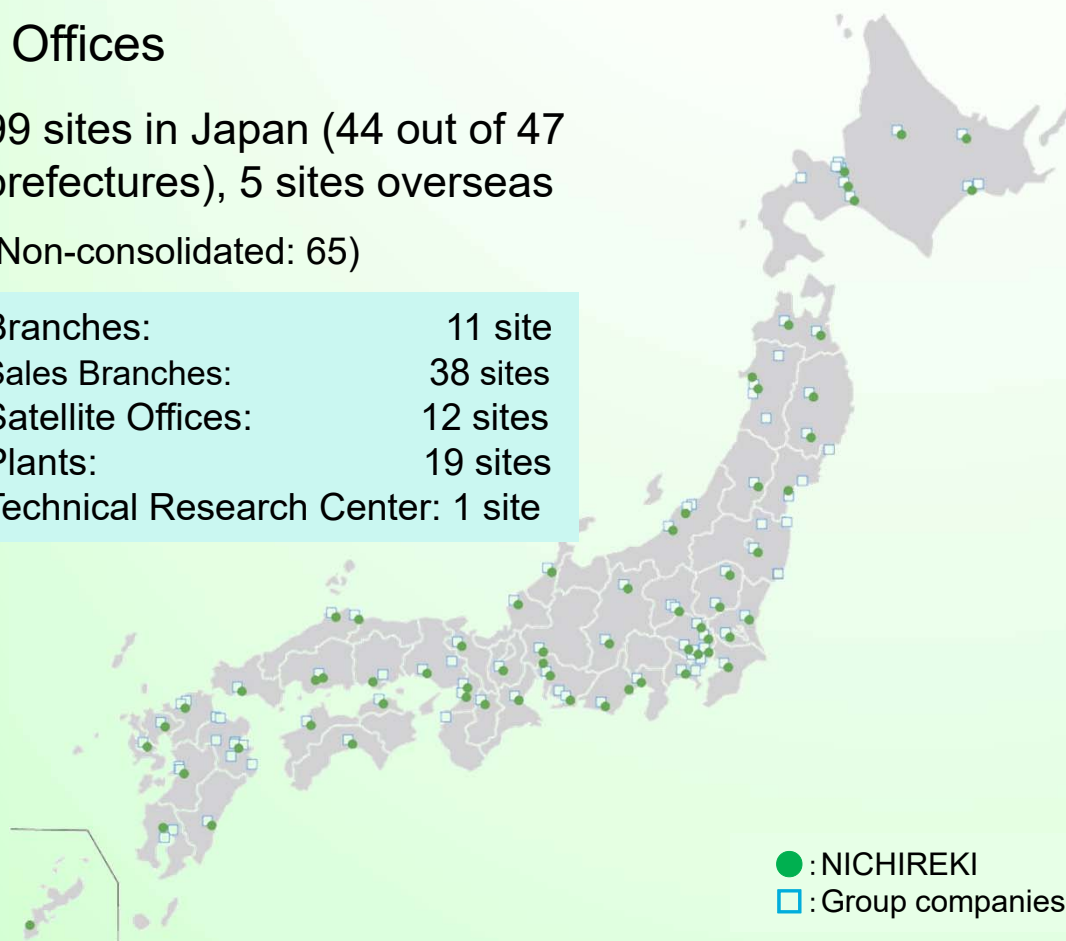 Offices
99 sites in Japan (44 out of 47
prefectures), 5 sites overseas
(Non-consolidated: 65)
Branches: 11 site
Sales Branches: 38 sites
Satellite Offices: 12 sites
Plants: 19 sites
Technical Research Center: 1 site
: NICHIREKI
: Group companies